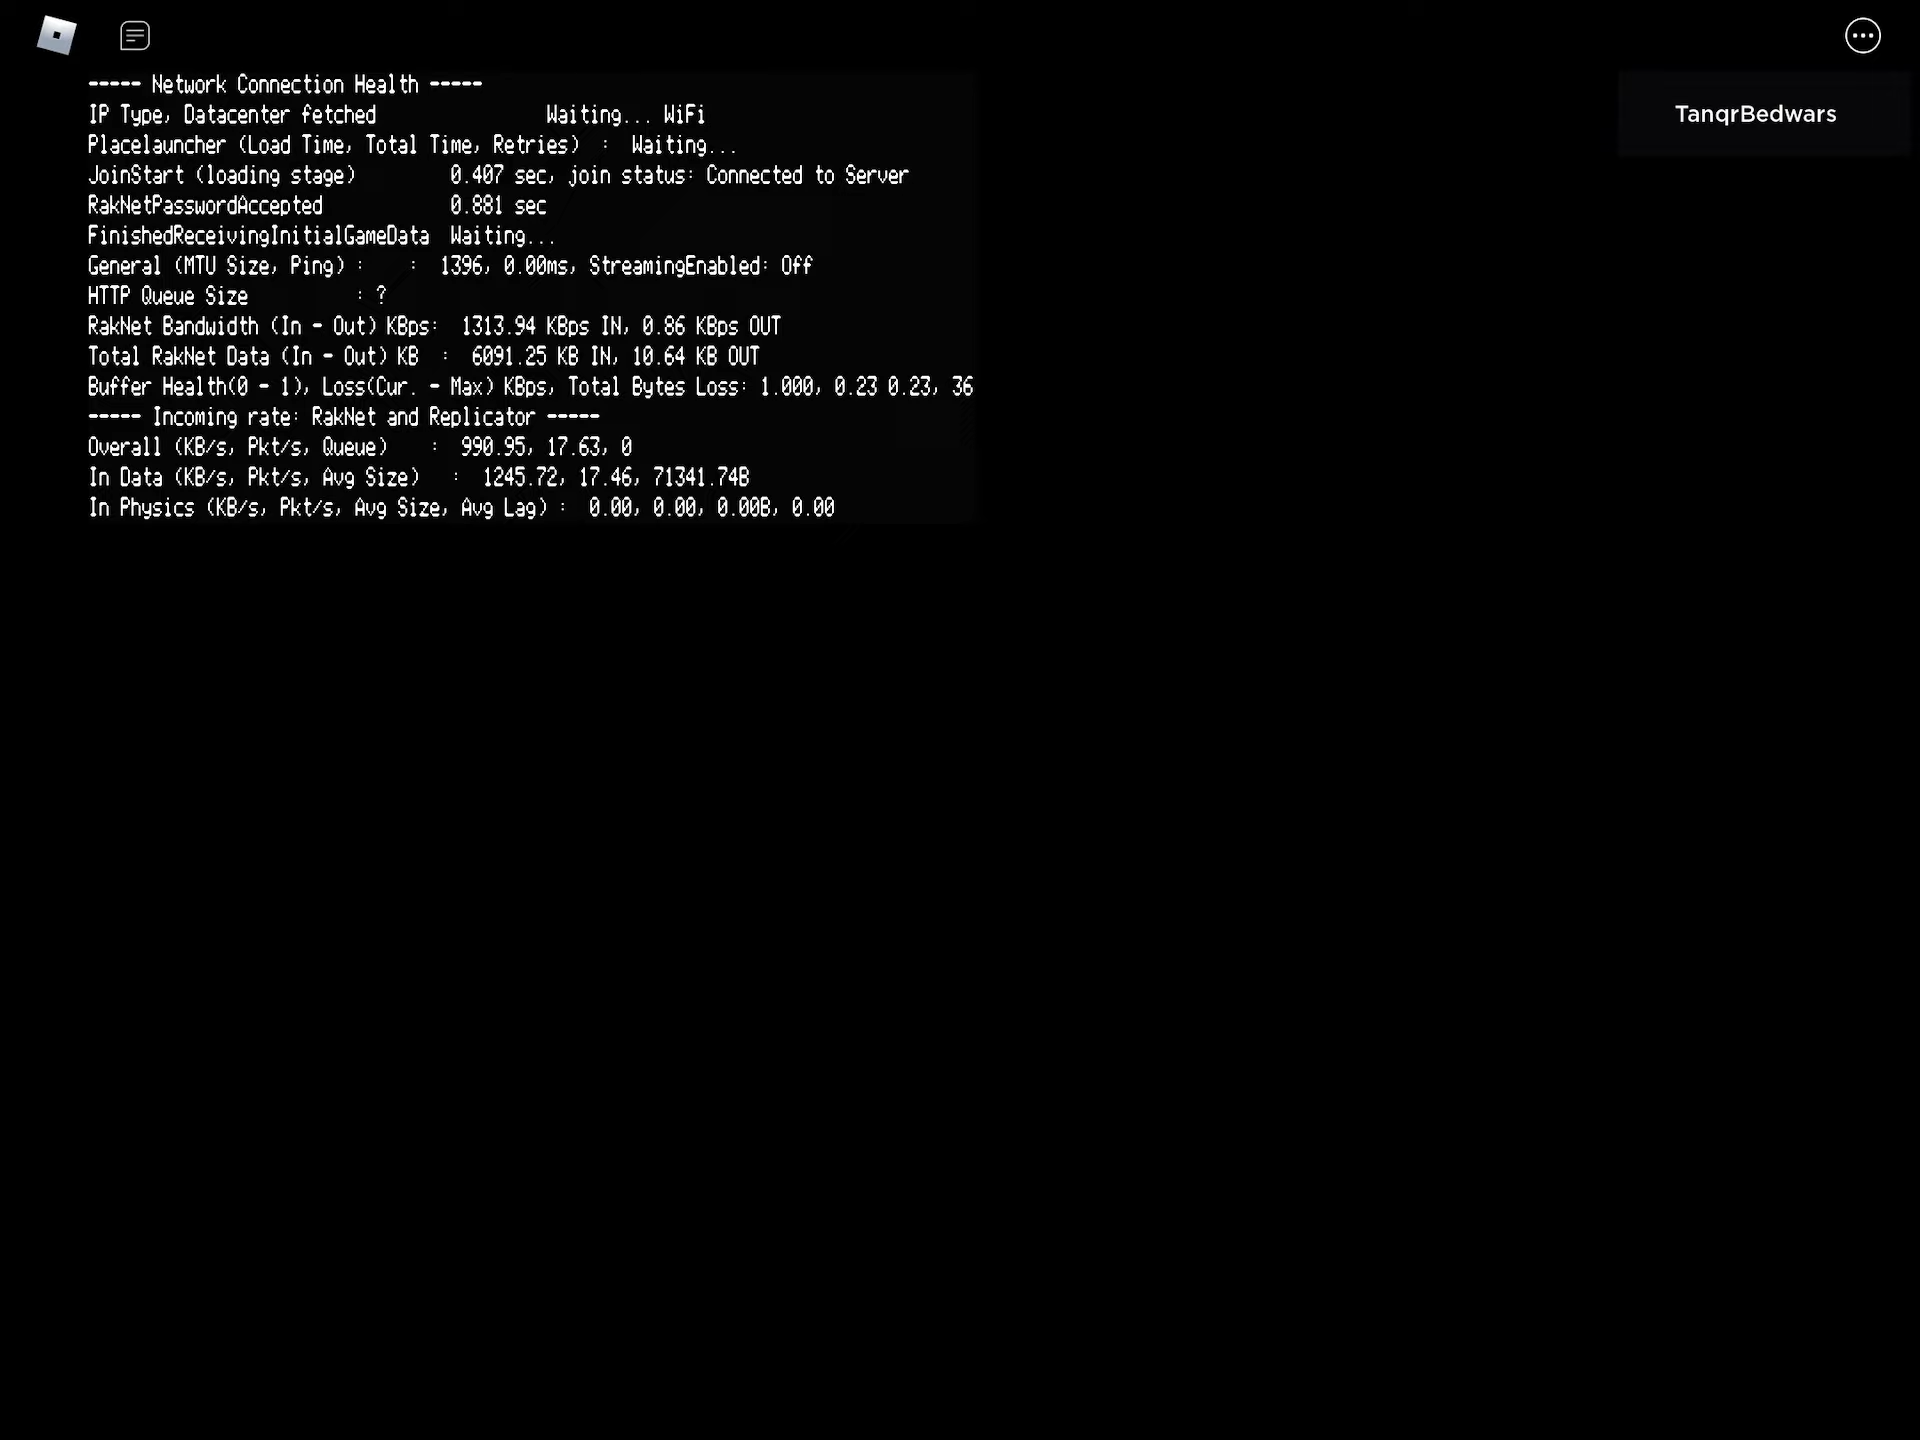 ----- Network Connection Health -----
IP Type, Datacenter fetched Waiting... WiFi
TanqrBedwars
Placelauncher (Load Time, Total Time, Retries) : Waiting...
JoinStart (loading stage) 0.407 sec, join status: Connected to Server
RakNetPasswordAccepted 0.881 sec
FinishedReceivingInitialGameData Waiting...
General (MTU Size, Ping) : : 1396, 0.00ms, StreamingEnabled: Off
HTTP Queue Size : ?
RakNet Bandwidth (In - Out) KBps: 1313.94 KBps IN, 0.86 KBps OUT
Total RakNet Data (In - Out) KB : 6091.25 KB IN, 10.64 KB OUT
Buffer Health(0 - 1), Loss(Cur. - Max) KBps, Total Bytes Loss: 1.000, 0.23 0.23, 36
----- Incoming rate: RakNet and Replicator -----
Overall (KB/s, Pkt/s, Queue) : 990.95, 17.63, 0
In Data (KB/s, Pkt/s, Avg Size) : 1245.72, 17.46, 71341.74B
In Physics (KB/s, Pkt/s, Avg Size, Avg Lag) : 0.00, 0.00, 0.00B, 0.00